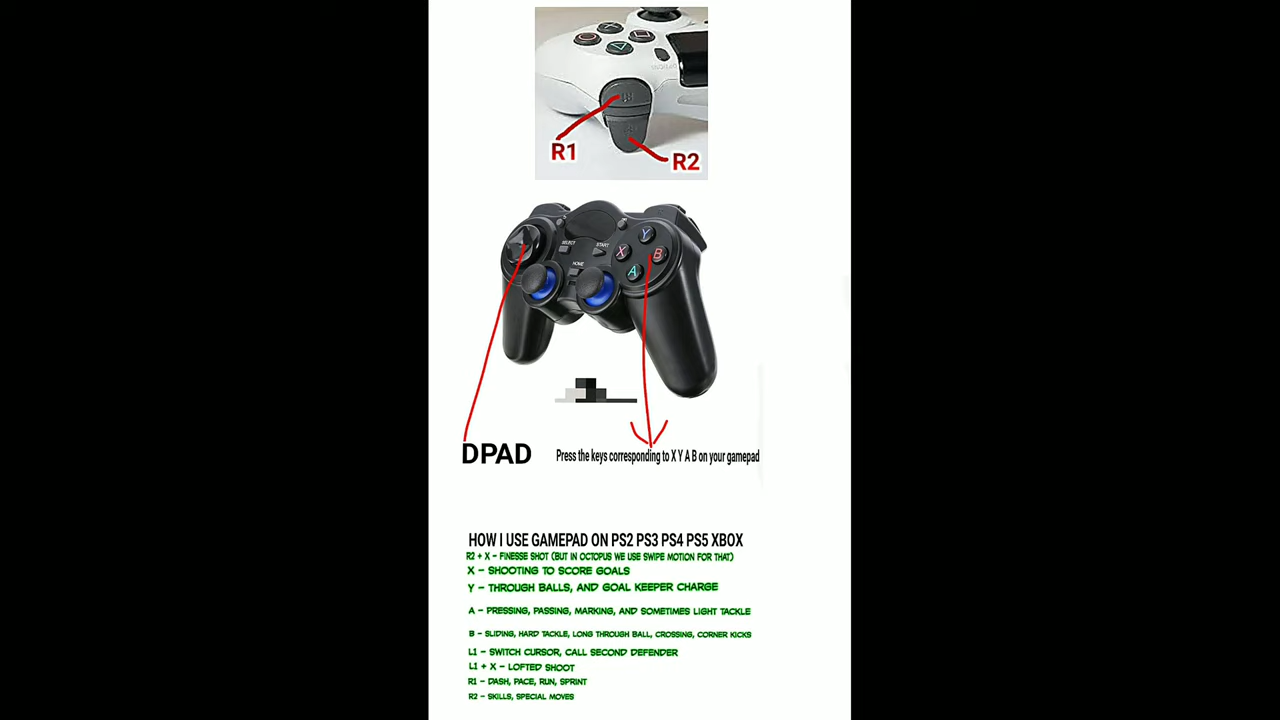 R1
R2
SELECT
START
HOME
Y
X
B
A
DPAD
Press the keys corresponding to X Y A B on your gamepad
HOW I USE GAMEPAD ON PS2 PS3 PS4 PS5 XBOX
R2 + X - FINESSE SHOT (BUT IN OCTOPUS WE USE SWIPE MOTION FOR THAT)
X - SHOOTING TO SCORE GOALS
Y - THROUGH BALLS, AND GOAL KEEPER CHARGE
A - PRESSING, PASSING, MARKING, AND SOMETIMES LIGHT TACKLE
B - SLIDING, HARD TACKLE, LONG THROUGH BALL, CROSSING, CORNER KICKS
L1 - SWITCH CURSOR, CALL SECOND DEFENDER
L1 + X - LOFTED SHOOT
R1 - DASH, PACE, RUN, SPRINT
R2 - SKILLS, SPECIAL MOVES